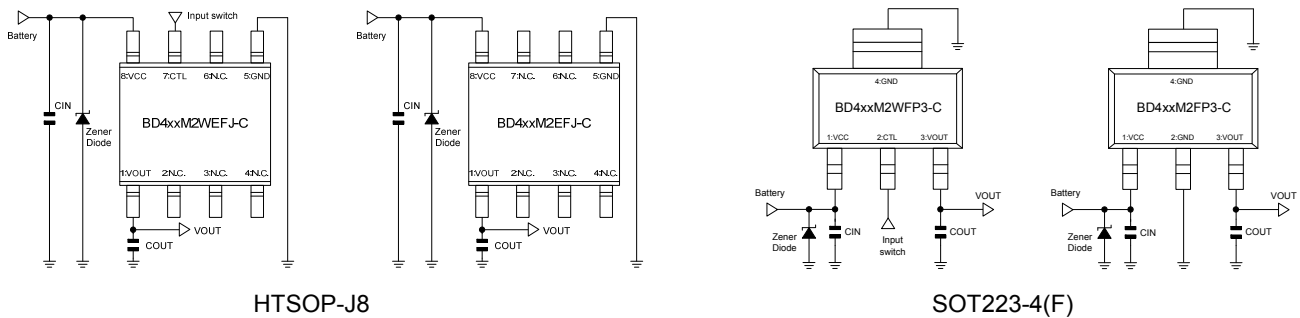 Input switch
Battery
8:VCC 7:CTL 6:N.C. 5:GND
CIN
Zener
Diode
BD4xxM2WEFJ-C
1:VOUT 2:N.C. 3:N.C. 4:N.C.
VOUT
COUT
Battery
8:VCC 7:N.C. 6:N.C. 5:GND
CIN
Zener
Diode
BD4xxM2EFJ-C
1:VOUT 2:N.C. 3:N.C. 4:N.C.
VOUT
COUT
HTSOP-J8
4:GND
BD4xxM2WFP3-C
1:VCC 2:CTL 3:VOUT
Battery
VOUT
Zener
Diode
CIN
Input
switch
COUT
4:GND
BD4xxM2FP3-C
1:VCC 2:GND 3:VOUT
Battery
VOUT
Zener
Diode
CIN
COUT
SOT223-4(F)